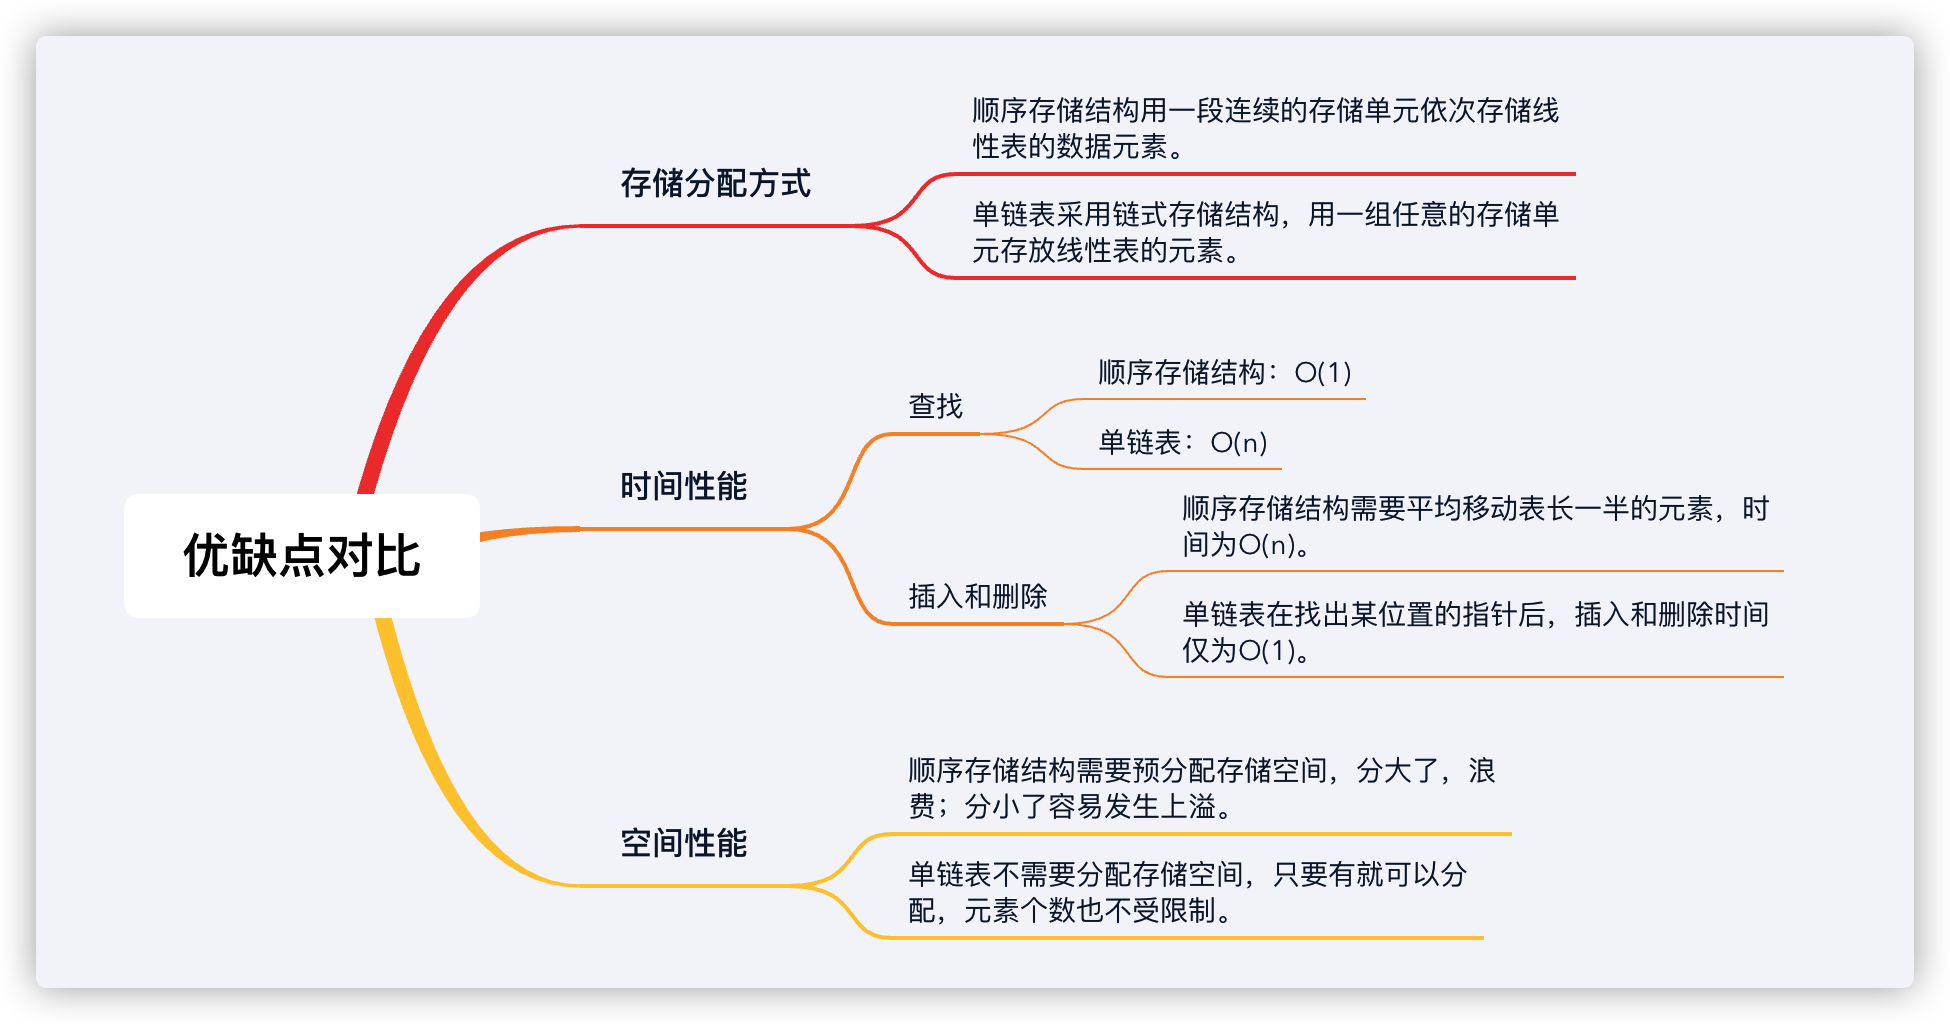 优缺点对比
存储分配方式
顺序存储结构用一段连续的存储单元依次存储线
性表的数据元素。
单链表采用链式存储结构，用一组任意的存储单
元存放线性表的元素。
时间性能
查找
顺序存储结构：O(1)
单链表：O(n)
插入和删除
顺序存储结构需要平均移动表长一半的元素，时
间为O(n)。
单链表在找出某位置的指针后，插入和删除时间
仅为O(1)。
空间性能
顺序存储结构需要预分配存储空间，分大了，浪
费；分小了容易发生上溢。
单链表不需要分配存储空间，只要有就可以分
配，元素个数也不受限制。